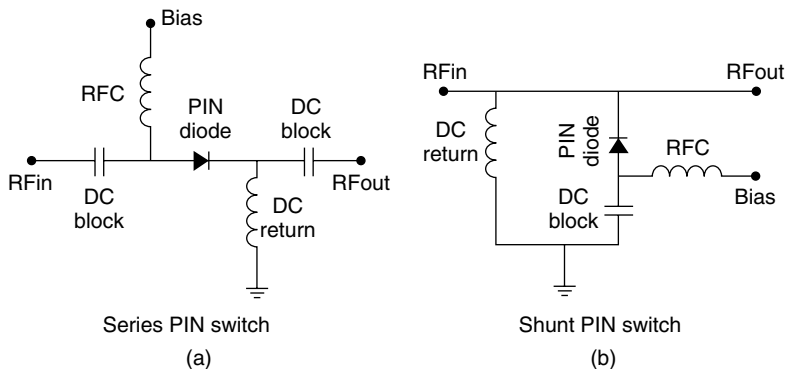 Bias
RFC
PIN
diode
DC
block
RFin
DC
block
RFout
DC
return
Series PIN switch
(a)
RFin
RFout
DC
return
PIN
diode
RFC
DC
block
Bias
Shunt PIN switch
(b)